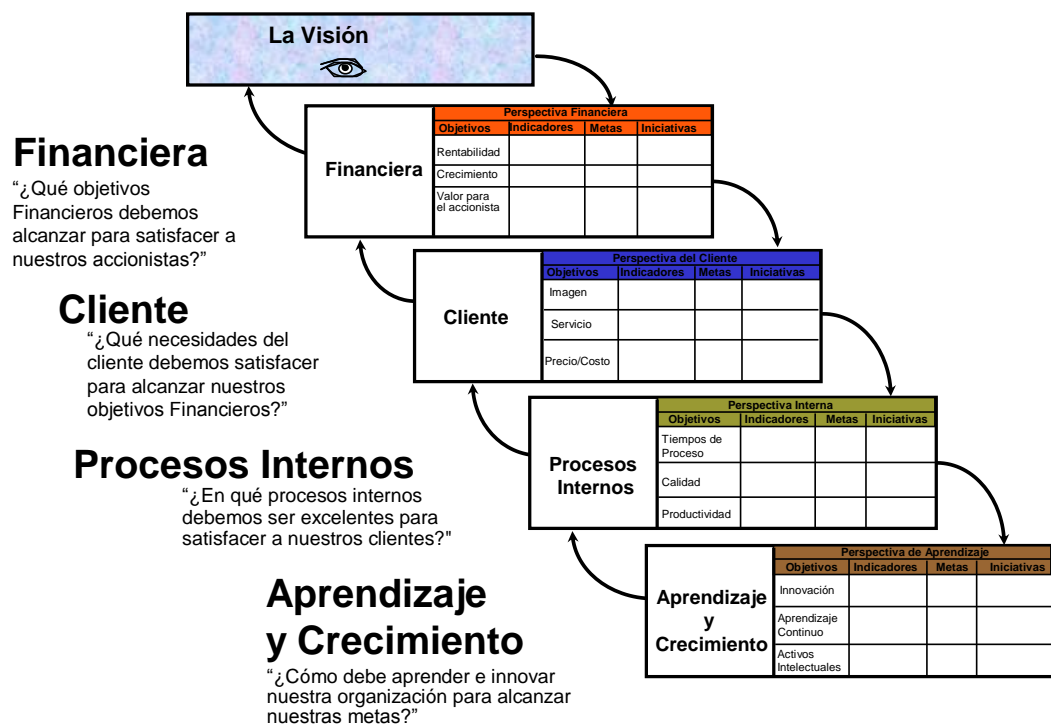 La Visión
Perspectiva Financiera
Objetivos Indicadores Metas Iniciativas
Financiera
Rentabilidad
Crecimiento
Valor para
el accionista
Financiera
“¿Qué objetivos
Financieros debemos
alcanzar para satisfacer a
nuestros accionistas?”
Perspectiva del Cliente
Objetivos Indicadores Metas Iniciativas
Cliente
Imagen
Servicio
Precio/Costo
Cliente
“¿Qué necesidades del
cliente debemos satisfacer
para alcanzar nuestros
objetivos Financieros?”
Perspectiva Interna
Objetivos Indicadores Metas Iniciativas
Procesos
Internos
Tiempos de
Proceso
Calidad
Productividad
Procesos Internos
“¿En qué procesos internos
debemos ser excelentes para
satisfacer a nuestros clientes?"
Perspectiva de Aprendizaje
Objetivos Indicadores Metas Iniciativas
Aprendizaje
y
Crecimiento
Innovación
Aprendizaje
Continuo
Activos
Intelectuales
Aprendizaje
y Crecimiento
“¿Cómo debe aprender e innovar
nuestra organización para alcanzar
nuestras metas?”